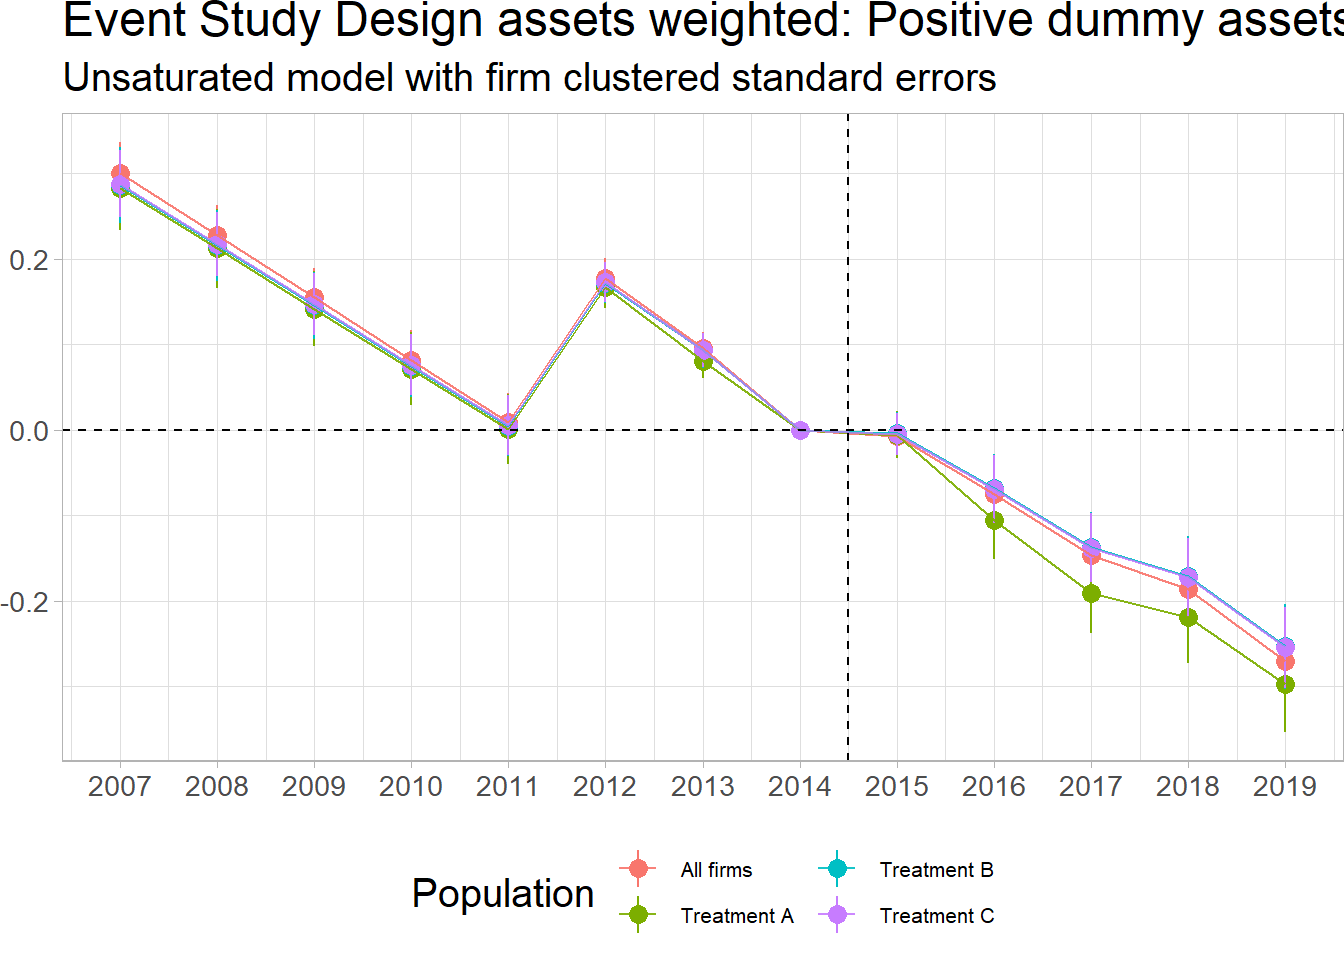 Event Study Design assets weighted: Positive dummy assets
Unsaturated model with firm clustered standard errors
0.2
0.0
-0.2
2007 2008 2009 2010 2011 2012 2013 2014 2015 2016 2017 2018 2019
Population
All firms
Treatment B
Treatment A
Treatment C